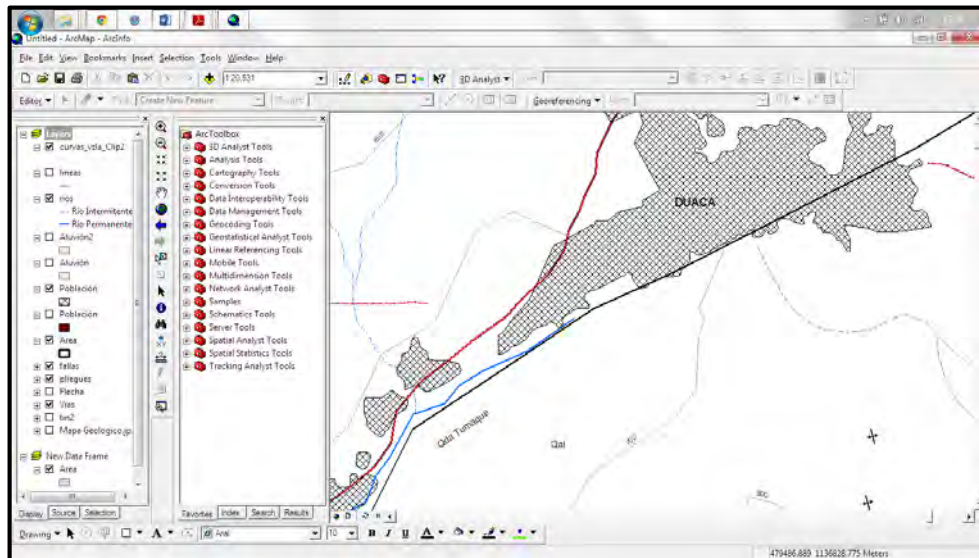 Untitled - ArcMap - ArcInfo
File Edit View Bookmarks Insert Selection Tools Window Help
1:20,531
3D Analyst
Editor
Create New Feature
Georeferencing
Layers
curvas_vzla_Clip2
lineas
rios
Rio Intermitente
Rio Permanente
Aluvión2
Aluvión
Población
Población
Area
fallas
pliegues
Flecha
Vias
Mapa Geologico
New Data Frame
Area
Display Source Selection
ArcToolbox
3D Analyst Tools
Analysis Tools
Cartography Tools
Conversion Tools
Data Interoperability Tools
Data Management Tools
Geocoding Tools
Geostatistical Analyst Tools
Linear Referencing Tools
Mobile Tools
Multidimension Tools
Network Analyst Tools
Samples
Schematics Tools
Server Tools
Spatial Analyst Tools
Spatial Statistics Tools
Tracking Analyst Tools
Favorites Index Search Results
DUACA
Qda Tumaque
Qal
Drawing
A
Arial
10
B I U A
479486.889 1136828.775 Meters